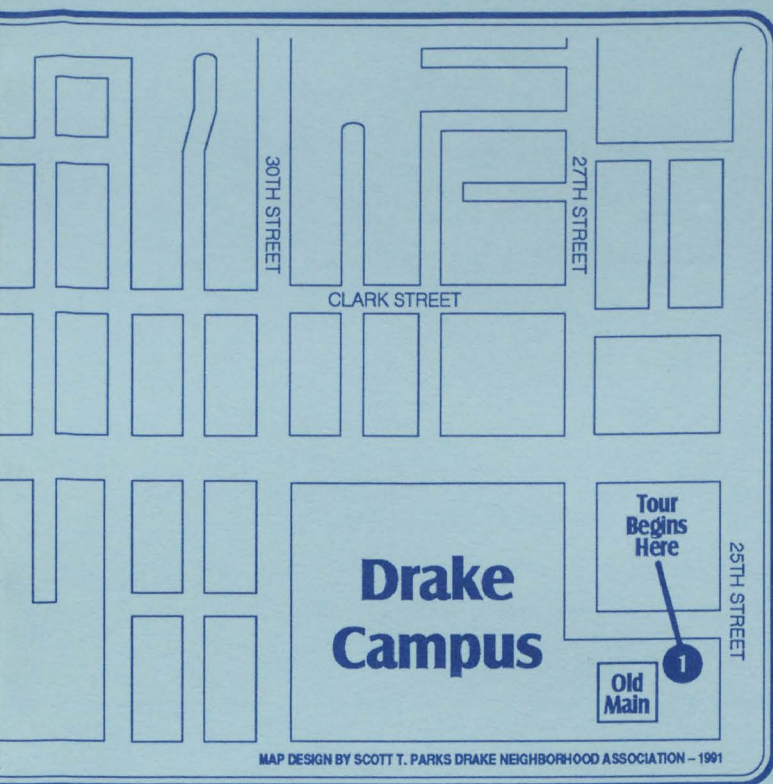 30TH STREET
27TH STREET
CLARK STREET
Tour
Begins
Here
25TH STREET
Drake
Campus
1
Old
Main
MAP DESIGN BY SCOTT T. PARKS DRAKE NEIGHBORHOOD ASSOCIATION – 1991